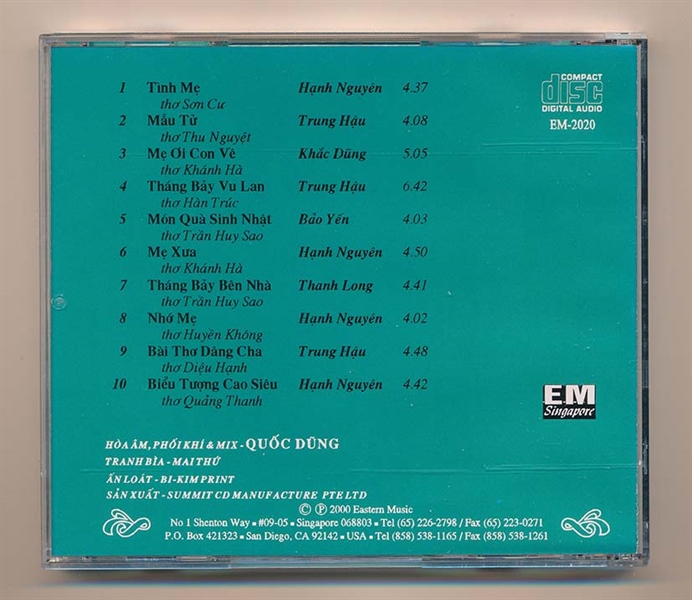 1 Tình Mẹ Hạnh Nguyên 4.37
thơ Sơn Cư
2 Mẫu Tử Trung Hậu 4.08
thơ Thu Nguyệt
3 Mẹ Ơi Con Về Khắc Dũng 5.05
thơ Khánh Hà
4 Tháng Bảy Vu Lan Trung Hậu 6.42
thơ Hàn Trúc
5 Món Quà Sinh Nhật Bảo Yến 4.03
thơ Trần Huy Sao
6 Mẹ Xưa Hạnh Nguyên 4.50
thơ Khánh Hà
7 Tháng Bảy Bên Nhà Thanh Long 4.41
thơ Trần Huy Sao
8 Nhớ Mẹ Hạnh Nguyên 4.02
thơ Huyền Không
9 Bài Thơ Dâng Cha Trung Hậu 4.48
thơ Diệu Hạnh
10 Biểu Tượng Cao Siêu Hạnh Nguyên 4.42
thơ Quảng Thanh
COMPACT
disc
DIGITAL AUDIO
EM-2020
EM
Singapore
HÒA ÂM, PHỐI KHÍ & MIX - QUỐC DŨNG
TRANH BÌA - MAI THỨ
ẤN LOÁT - BI-KIM PRINT
SẢN XUẤT - SUMMIT CD MANUFACTURE PTE LTD
© ℗ 2000 Eastern Music
No 1 Shenton Way ▪ #09-05 ▪ Singapore 068803 ▪ Tel (65) 226-2798 / Fax (65) 223-0271
P.O. Box 421323 ▪ San Diego, CA 92142 ▪ USA ▪ Tel (858) 538-1165 / Fax (858) 538-1261